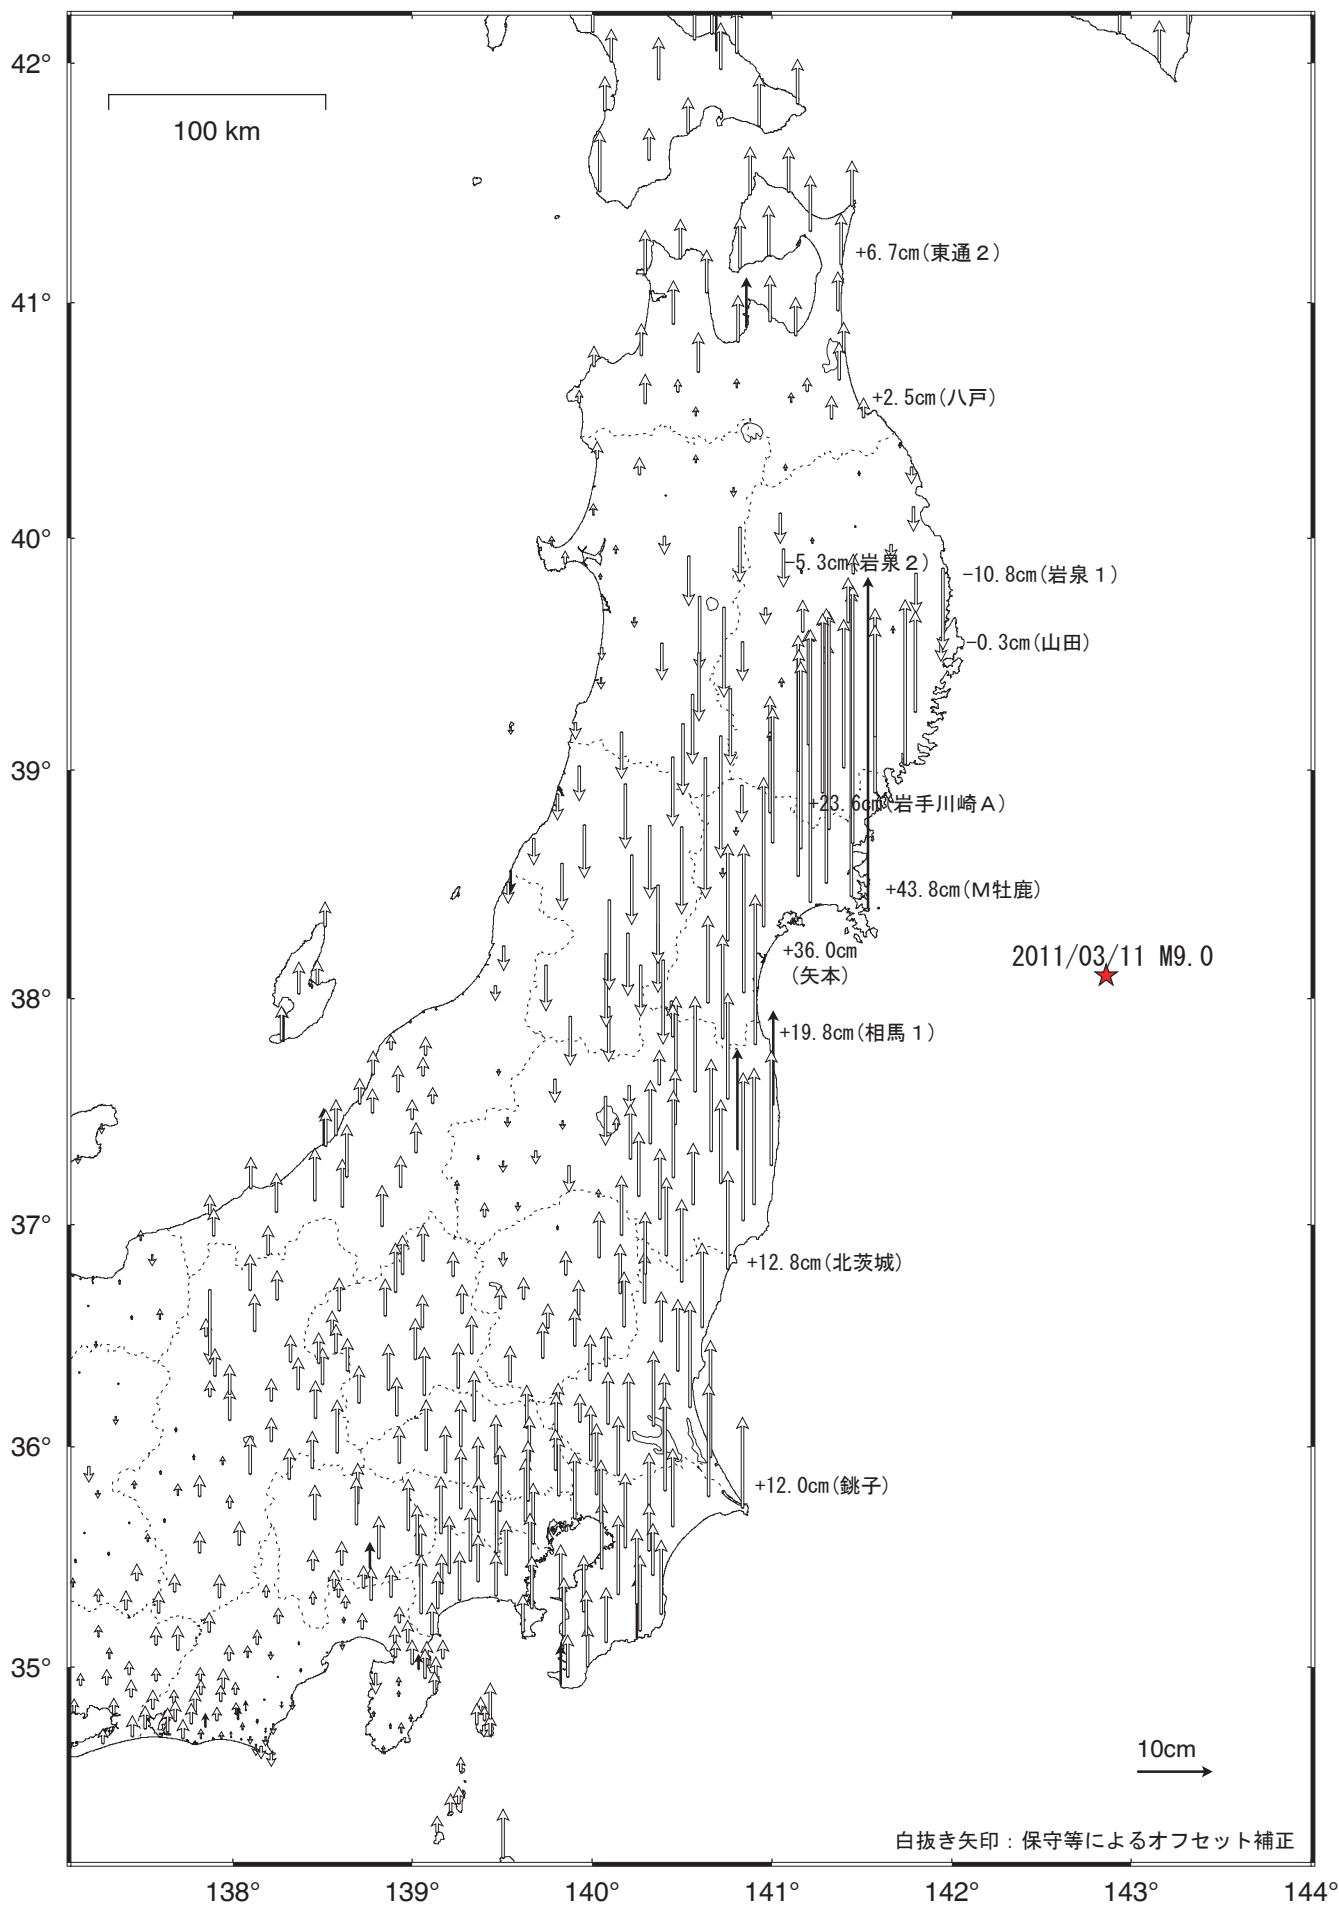 42°
100 km
+6.7cm(東通２)
41°
+2.5cm(八戸)
40°
-5.3cm(岩泉２)
-10.8cm(岩泉１)
-0.3cm(山田)
39°
+23.6cm(岩手川崎Ａ)
+43.8cm(Ｍ牡鹿)
+36.0cm
(矢本)
2011/03/11 M9.0
38°
+19.8cm(相馬１)
37°
+12.8cm(北茨城)
36°
+12.0cm(銚子)
35°
10cm
白抜き矢印：保守等によるオフセット補正
138° 139° 140° 141° 142° 143° 144°